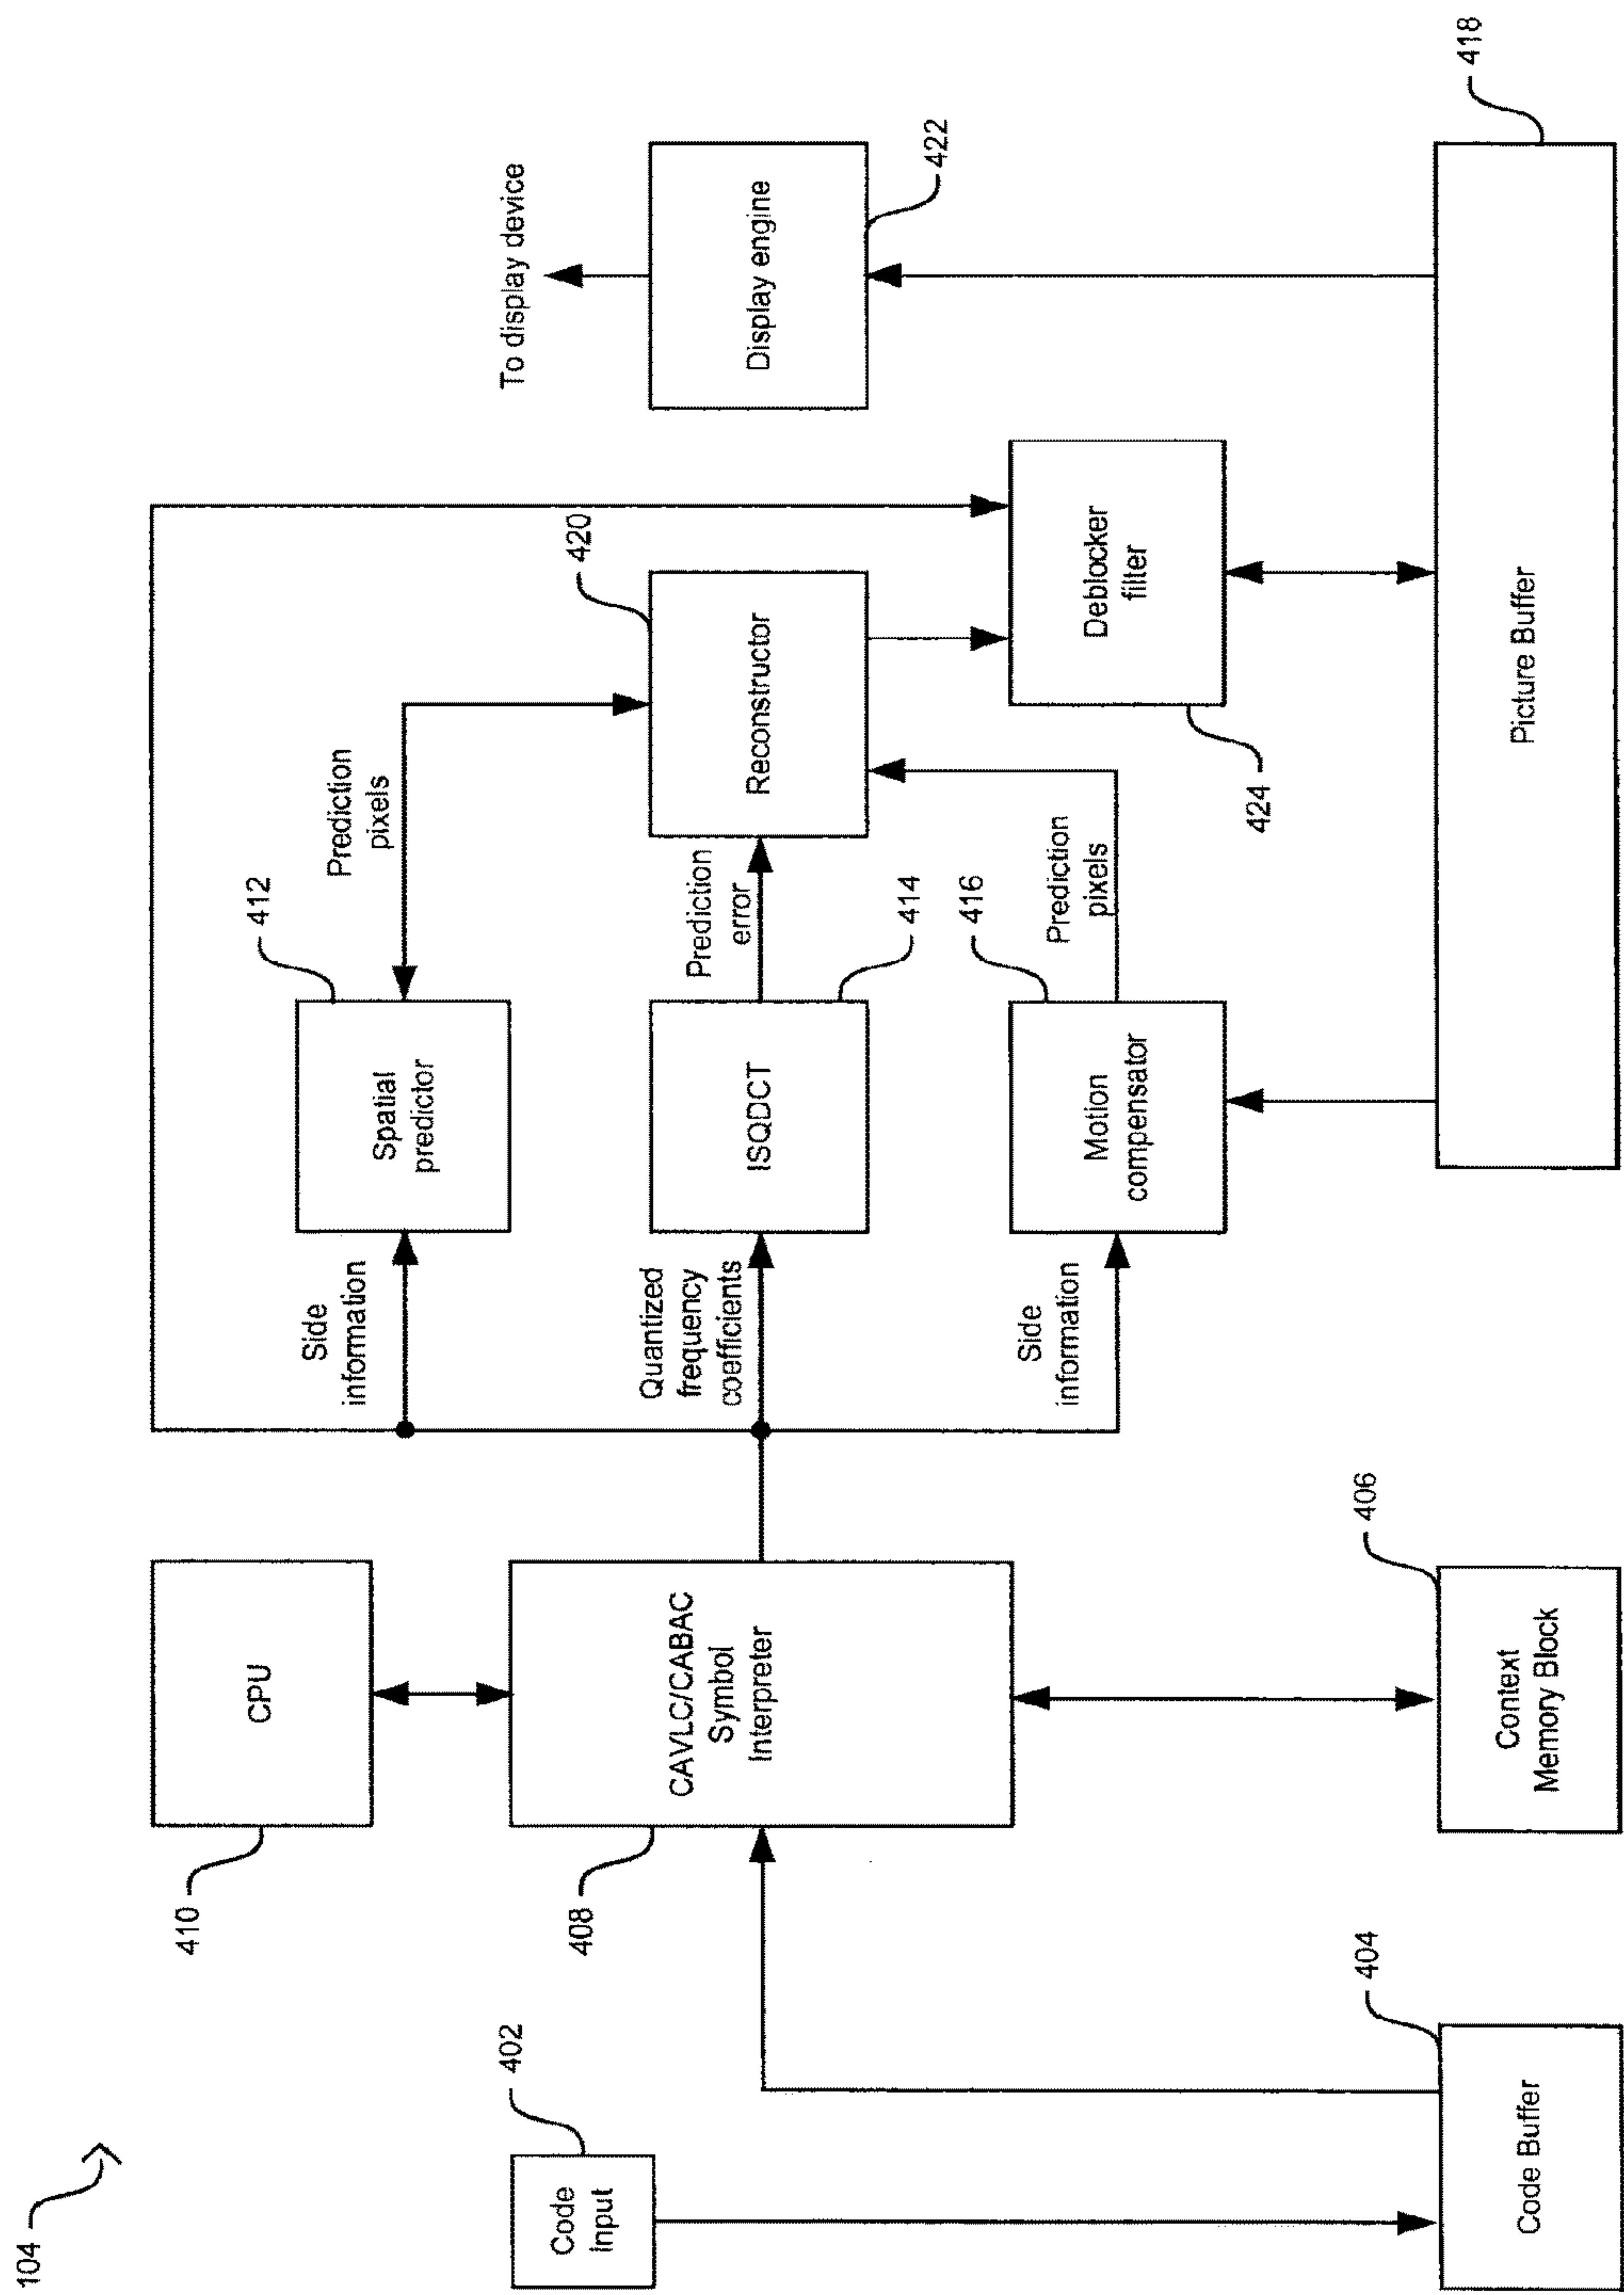 104
402
Code
input
404
Code Buffer
410
CPU
408
CAVLC/CABAC
Symbol
Interpreter
406
Context
Memory Block
Side
information
Quantized
frequency
coefficients
Side
information
412
Spatial
predictor
ISQDCT
414
416
Motion
compensator
Prediction
pixels
Prediction
error
Prediction
pixels
420
Reconstructor
424
Deblocker
filter
To display device
Display engine
422
418
Picture Buffer